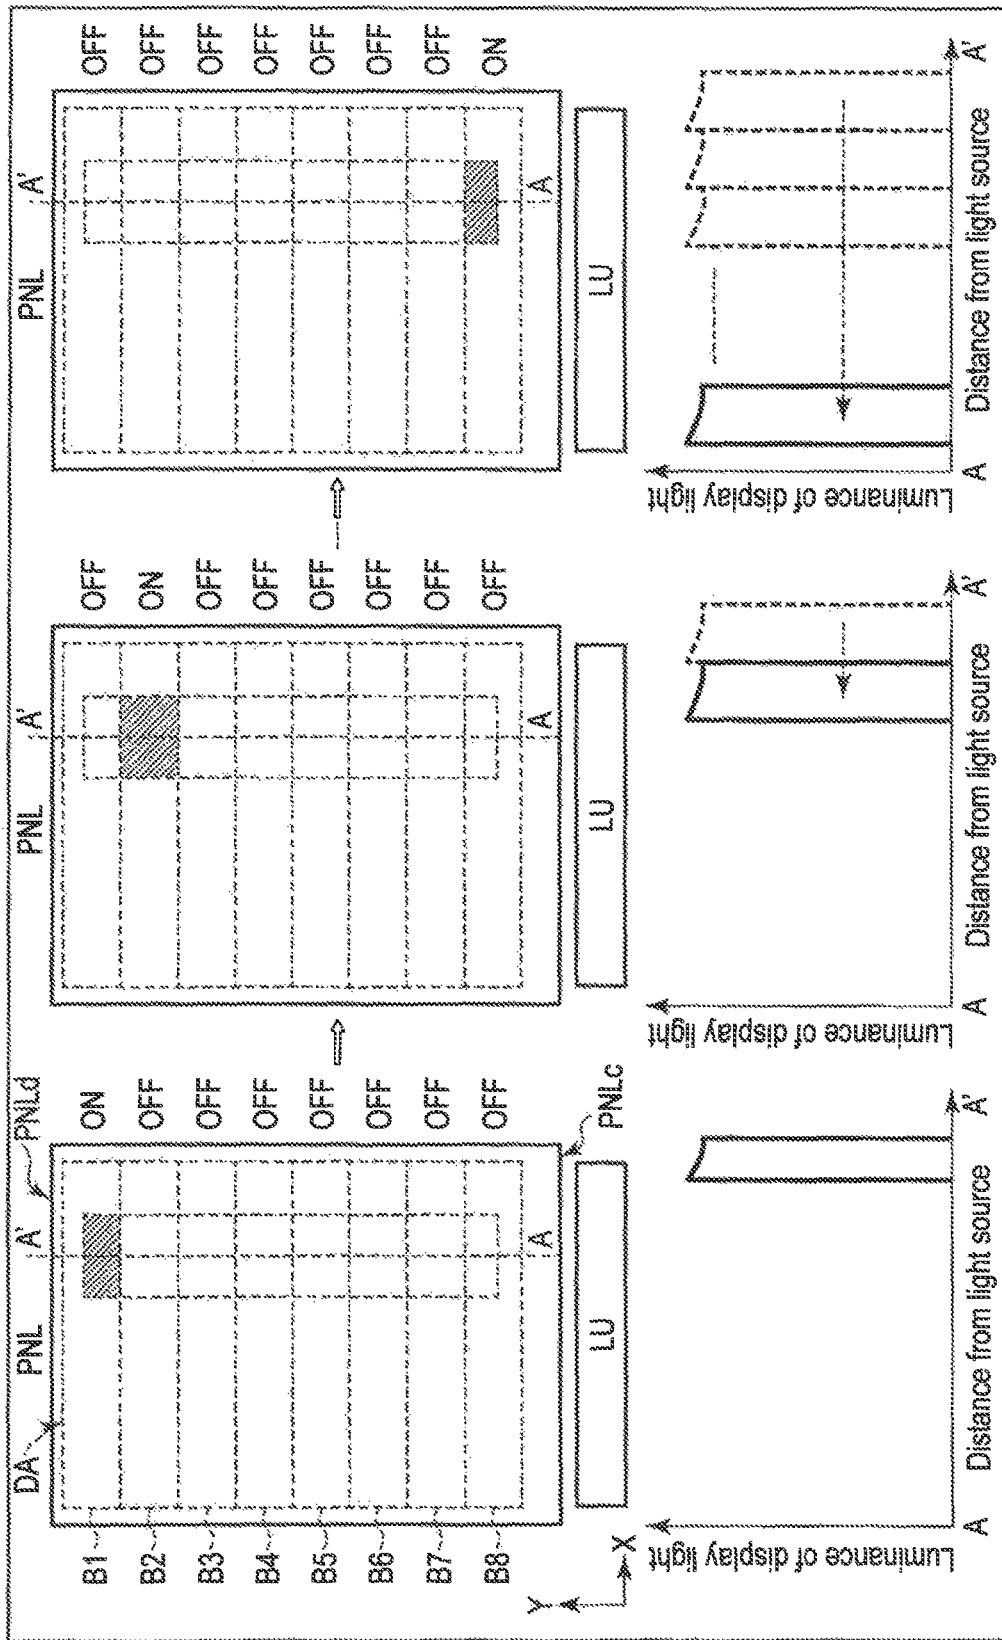 DA
PNL
PNLd
A'
B1
ON
B2
OFF
B3
OFF
B4
OFF
B5
OFF
B6
OFF
B7
OFF
B8
OFF
A
LU
PNLc
Y
X
Luminance of display light
A
A'
Distance from light source
PNL
A'
OFF
ON
OFF
OFF
OFF
OFF
OFF
OFF
A
LU
Luminance of display light
A
A'
Distance from light source
PNL
A'
OFF
OFF
OFF
OFF
OFF
OFF
OFF
ON
A
LU
Luminance of display light
A
A'
Distance from light source